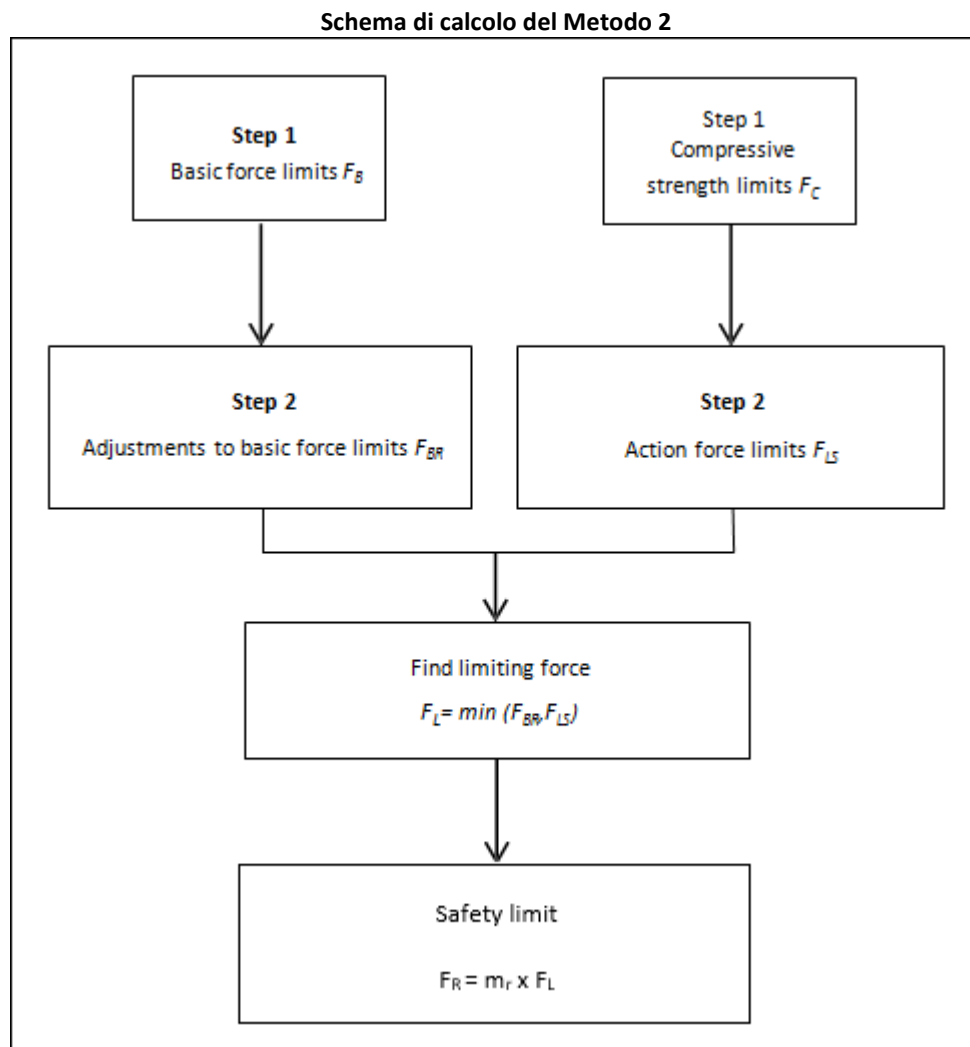 Schema di calcolo del Metodo 2
Step 1
Basic force limits F_B
Step 1
Compressive
strength limits F_C
Step 2
Adjustments to basic force limits F_BR
Step 2
Action force limits F_LS
Find limiting force
F_L= min (F_BR,F_LS)
Safety limit
F_R = m_r x F_L